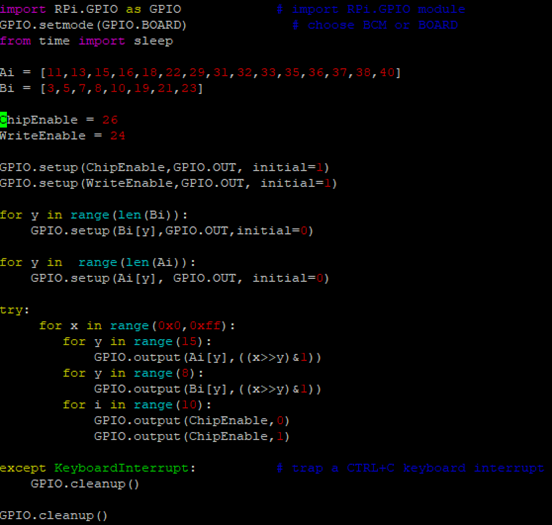 import RPi.GPIO as GPIO            # import RPi.GPIO module
GPIO.setmode(GPIO.BOARD)             # choose BCM or BOARD
from time import sleep

Ai = [11,13,15,16,18,22,29,31,32,33,35,36,37,38,40]
Bi = [3,5,7,8,10,19,21,23]

ChipEnable = 26
WriteEnable = 24

GPIO.setup(ChipEnable,GPIO.OUT, initial=1)
GPIO.setup(WriteEnable,GPIO.OUT, initial=1)

for y in range(len(Bi)):
    GPIO.setup(Bi[y],GPIO.OUT,initial=0)

for y in  range(len(Ai)):
    GPIO.setup(Ai[y], GPIO.OUT, initial=0)

try:
     for x in range(0x0,0xff):
        for y in range(15):
            GPIO.output(Ai[y],((x>>y)&1))
        for y in range(8):
            GPIO.output(Bi[y],((x>>y)&1))
        for i in range(10):
            GPIO.output(ChipEnable,0)
            GPIO.output(ChipEnable,1)

except KeyboardInterrupt:          # trap a CTRL+C keyboard interrupt
    GPIO.cleanup()

GPIO.cleanup()